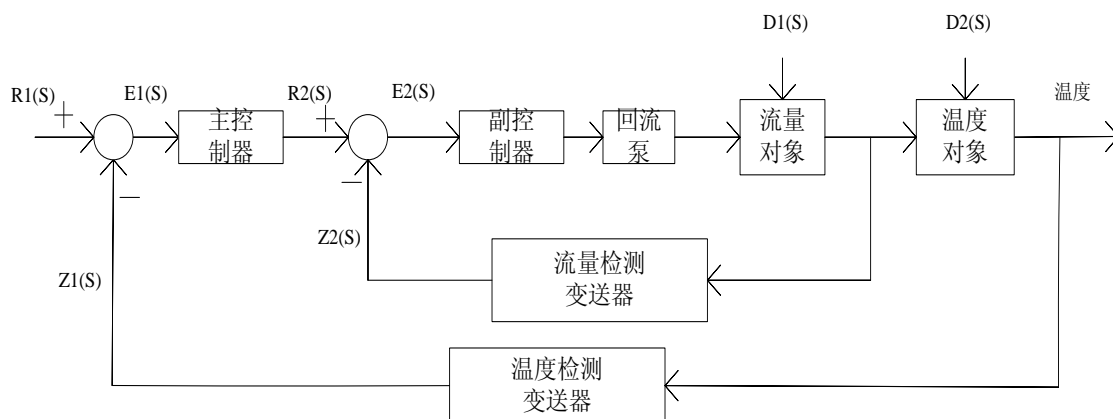 D1(S)
D2(S)
R1(S)
+
E1(S)
R2(S)
+
E2(S)
温度
主控
制器
副控
制器
回流
泵
流量
对象
温度
对象
—
—
Z2(S)
流量检测
变送器
Z1(S)
温度检测
变送器